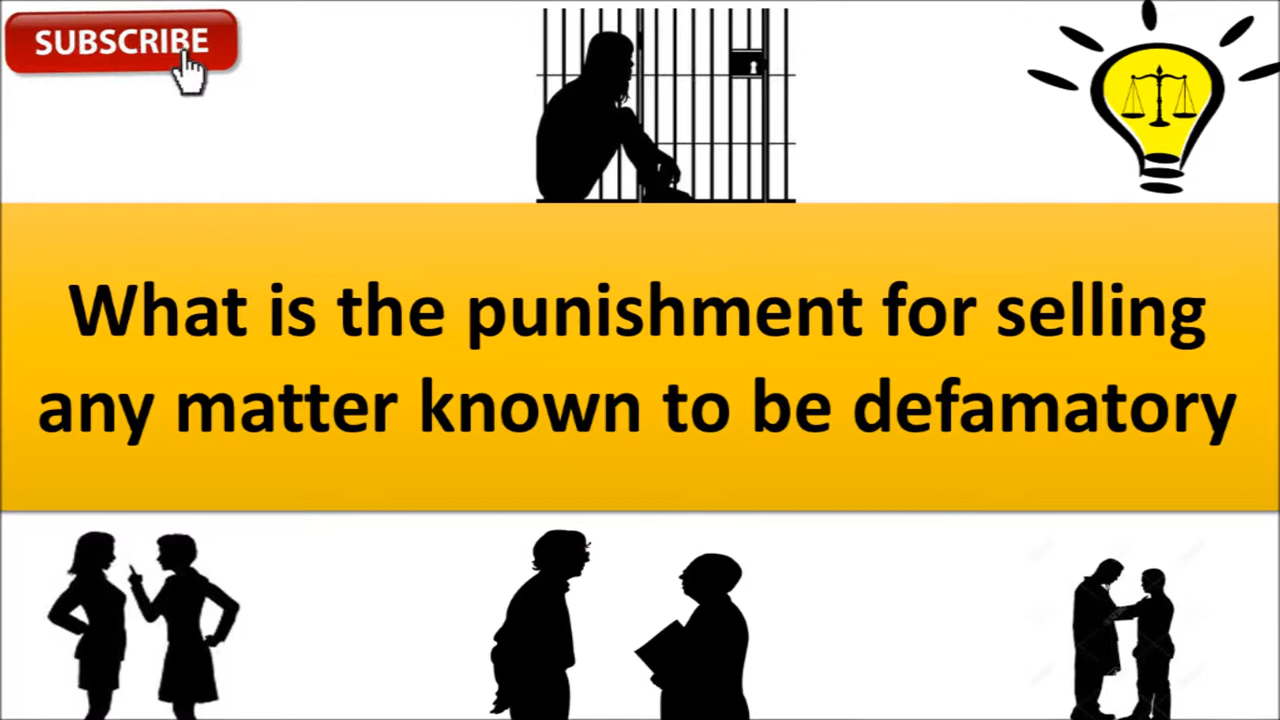 SUBSCRIBE
What is the punishment for selling
any matter known to be defamatory